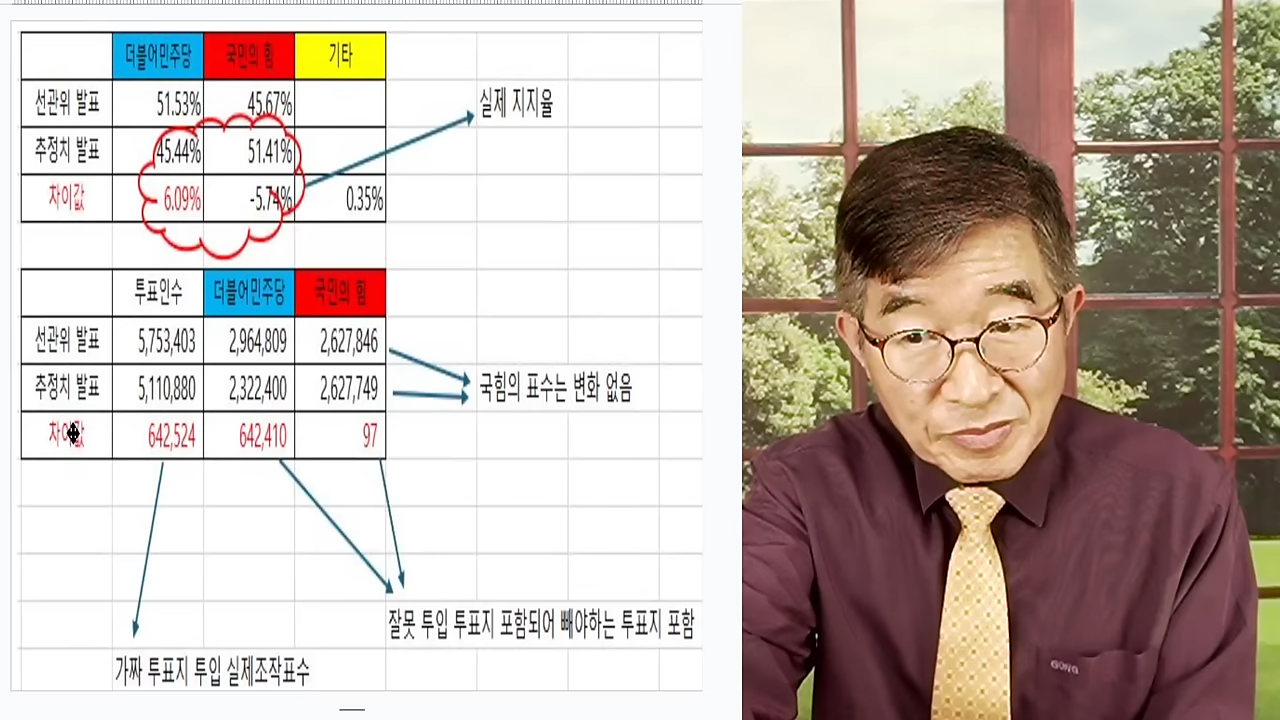 더불어민주당 국민의 힘 기타
선관위 발표 51.53% 45.67%
실제 지지율
추정치 발표 45.44% 51.41%
차이값 6.09% -5.74% 0.35%
투표인수 더불어민주당 국민의 힘
선관위 발표 5,753,403 2,964,809 2,627,846
국힘의 표수는 변화 없음
추정치 발표 5,110,880 2,322,400 2,627,749
차이값 642,524 642,410 97
잘못 투입 투표지 포함되어 빼야하는 투표지 포함
가짜 투표지 투입 실제조작표수